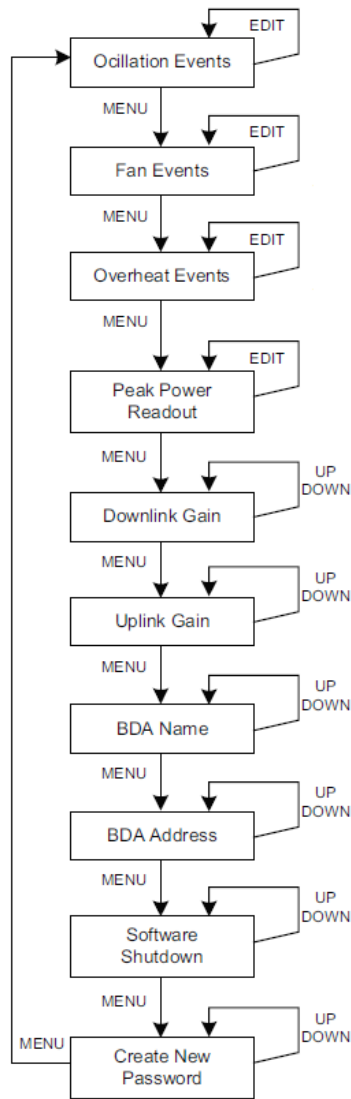 EDIT
Ocillation Events
MENU
EDIT
Fan Events
MENU
EDIT
Overheat Events
MENU
EDIT
Peak Power
Readout
MENU
UP
DOWN
Downlink Gain
MENU
UP
DOWN
Uplink Gain
MENU
UP
DOWN
BDA Name
MENU
UP
DOWN
BDA Address
MENU
UP
DOWN
Software
Shutdown
MENU
UP
DOWN
MENU
Create New
Password